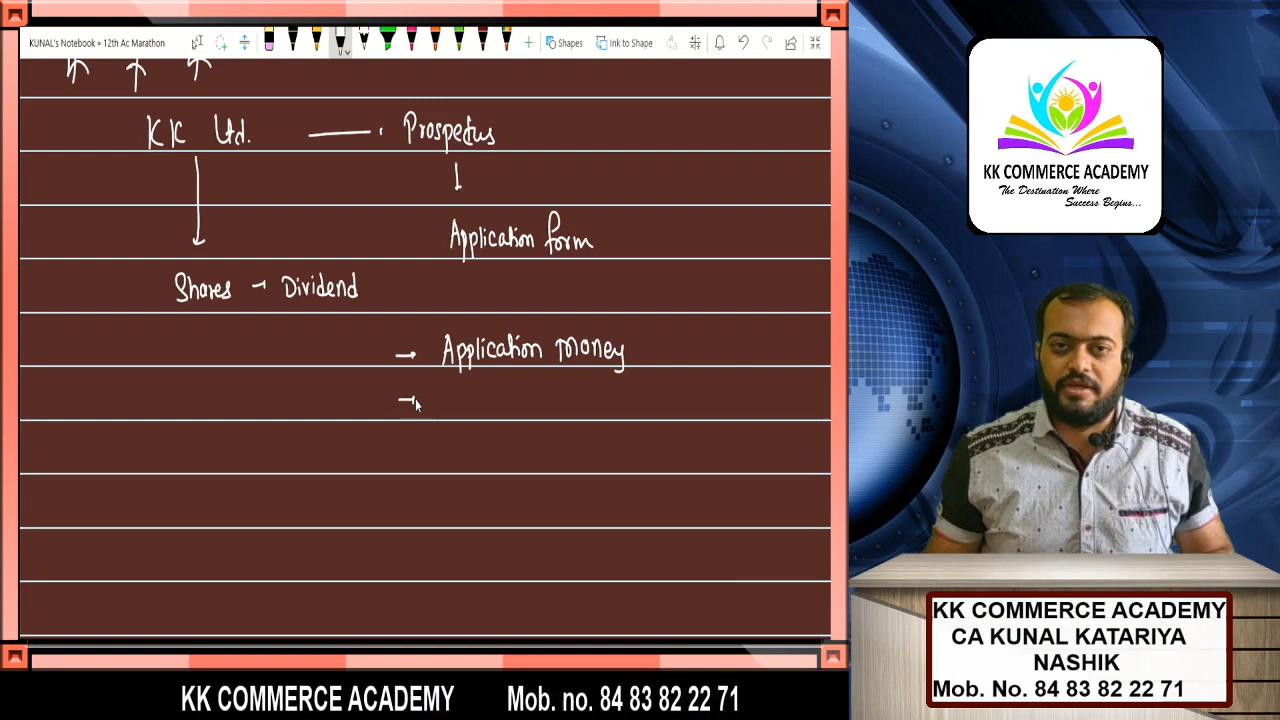 KUNAL's Notebook » 12th Ac Marathon
Shapes
Ink to Shape
KK Ltd. Prospectus
Application form
Shares Dividend
Application money
KK COMMERCE ACADEMY
The Destination Where
Success Begins...
KK COMMERCE ACADEMY
CA KUNAL KATARIYA
NASHIK
Mob. No. 84 83 82 22 71
KK COMMERCE ACADEMY Mob. no. 84 83 82 22 71